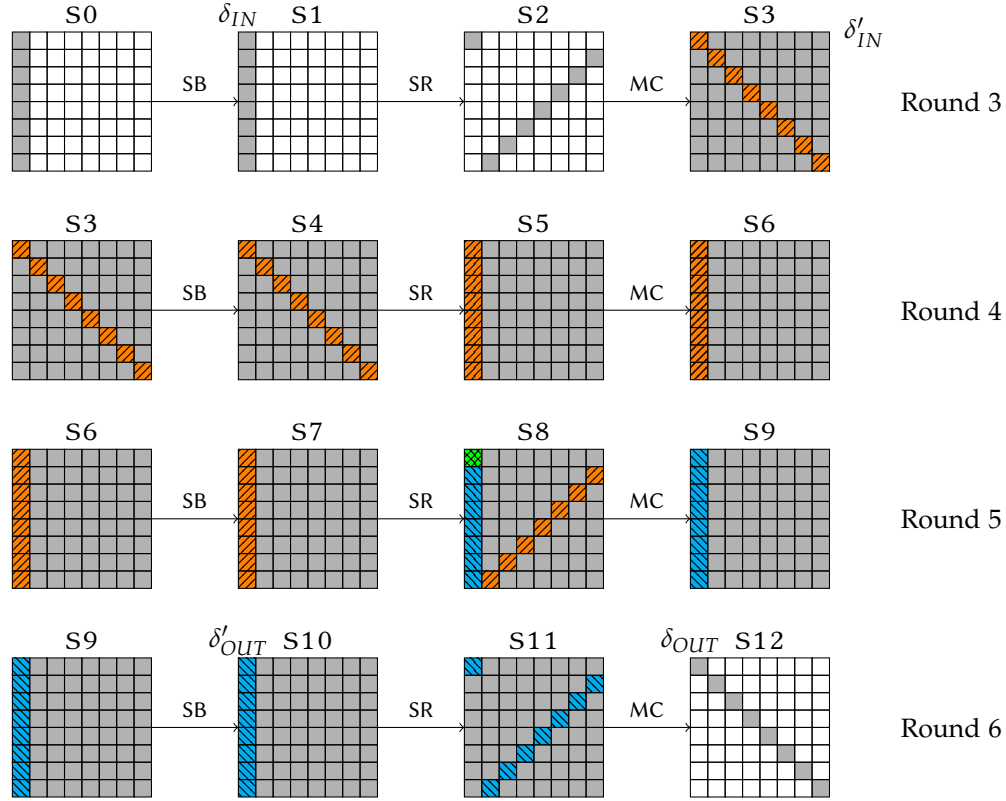 S0 δ_IN S1 S2 S3 δ′_IN
SB SR MC Round 3
S3 S4 S5 S6
SB SR MC Round 4
S6 S7 S8 S9
SB SR MC Round 5
S9 δ′_OUT S10 S11 δ_OUT S12
SB SR MC Round 6